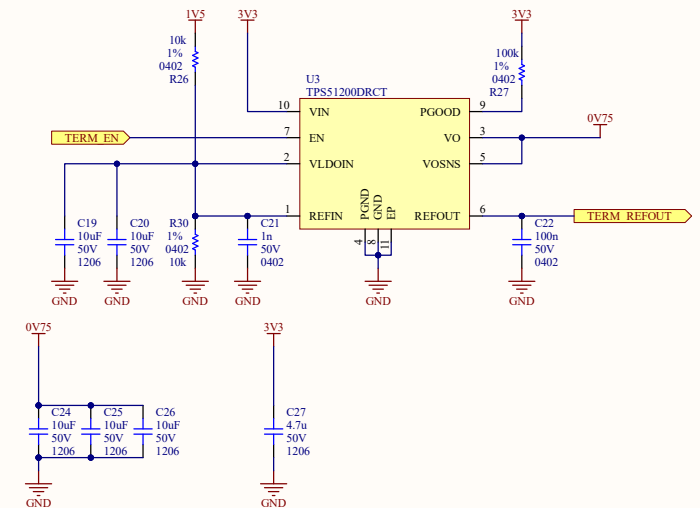 1V5
3V3
3V3
10k
1%
0402
R26
100k
1%
0402
R27
U3
TPS51200DRCT
10
VIN
PGOOD
9
0V75
TERM_EN
7
EN
VO
3
2
VLDOIN
VOSNS
5
1
REFIN
REFOUT
6
TERM_REFOUT
PGND
GND
EP
4
8
11
C19
10uF
50V
1206
C20
10uF
50V
1206
R30
1%
0402
10k
C21
1n
50V
0402
C22
100n
50V
0402
GND
GND
GND
GND
GND
GND
0V75
3V3
C24
10uF
50V
1206
C25
10uF
50V
1206
C26
10uF
50V
1206
C27
4.7u
50V
1206
GND
GND